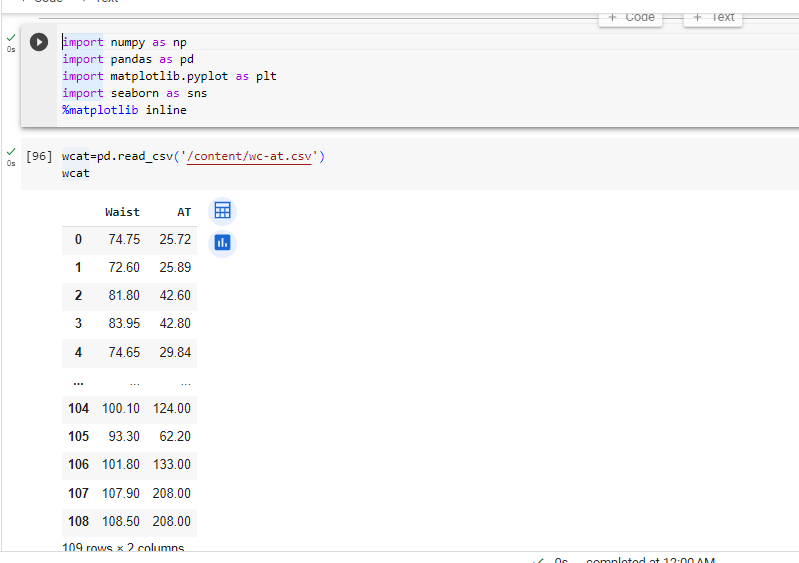 + Code + Text
+ Code + Text
0s
import numpy as np
import pandas as pd
import matplotlib.pyplot as plt
import seaborn as sns
%matplotlib inline
0s
[96] wcat=pd.read_csv('/content/wc-at.csv')
wcat
Waist AT
0 74.75 25.72
1 72.60 25.89
2 81.80 42.60
3 83.95 42.80
4 74.65 29.84
... ... ...
104 100.10 124.00
105 93.30 62.20
106 101.80 133.00
107 107.90 208.00
108 108.50 208.00
109 rows × 2 columns
0s completed at 12:00 AM